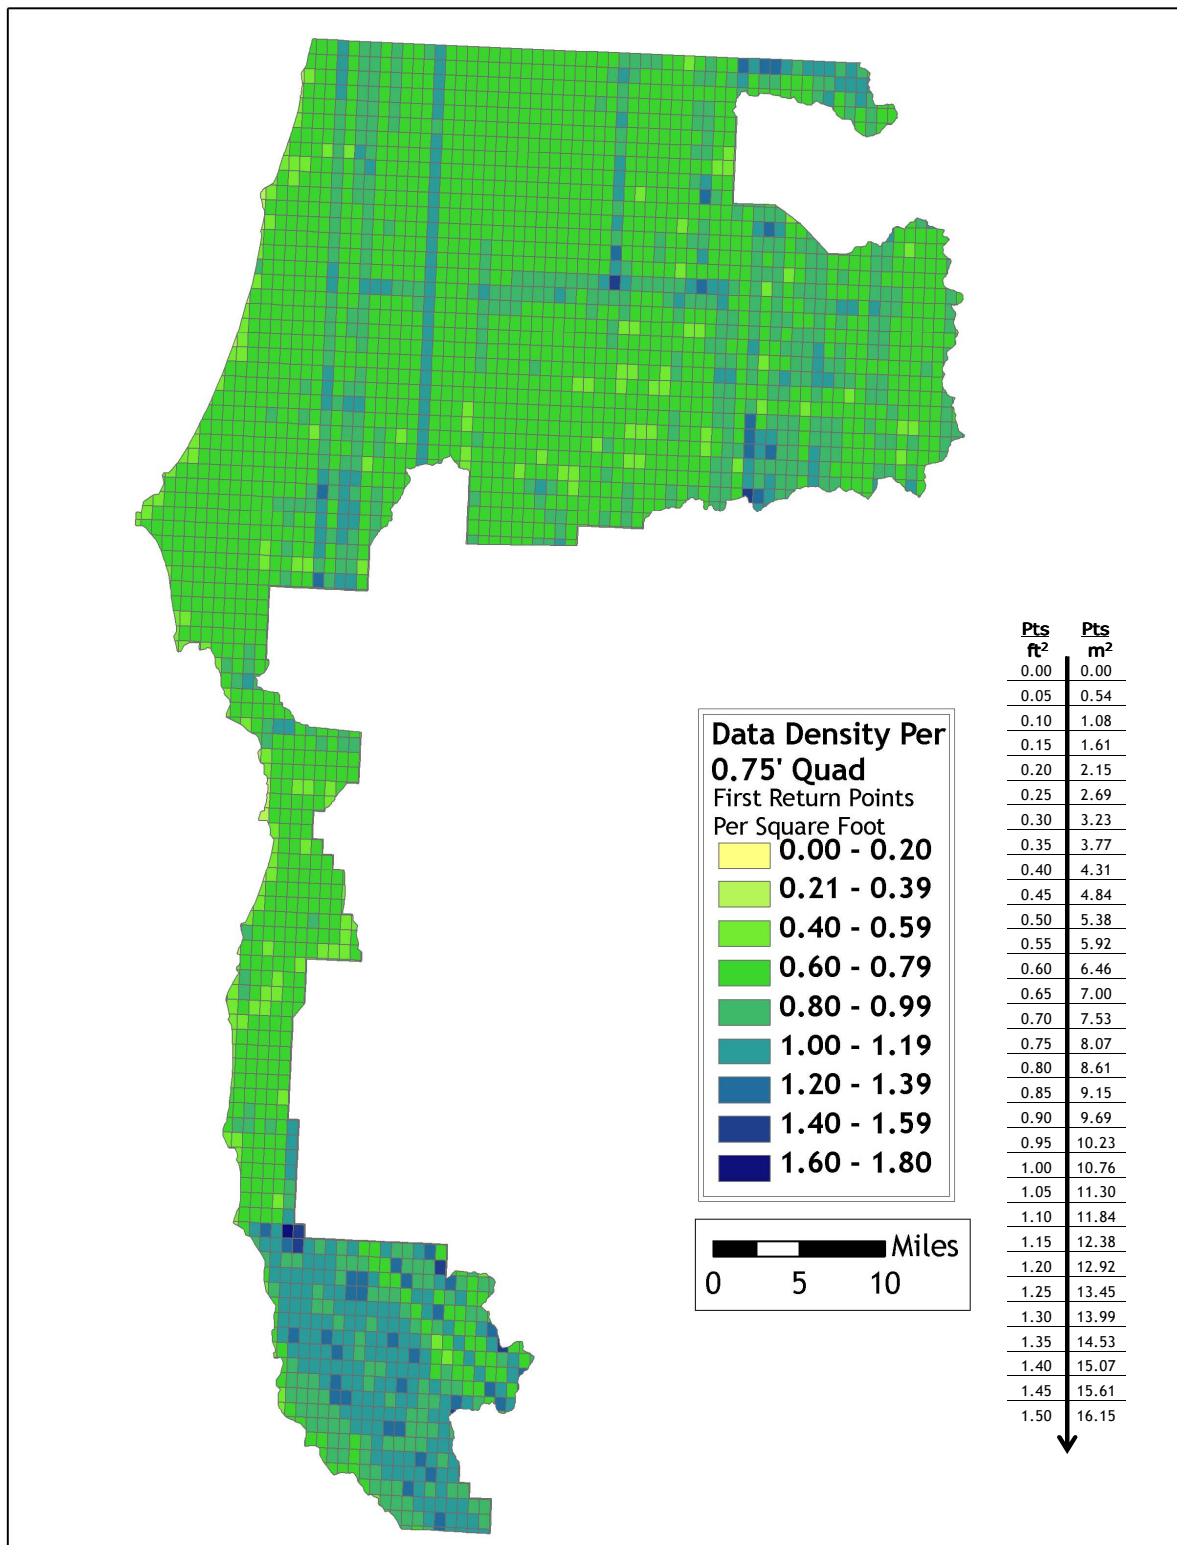 Pts Pts
ft² m²
0.00 0.00
0.05 0.54
0.10 1.08
0.15 1.61
0.20 2.15
0.25 2.69
0.30 3.23
0.35 3.77
0.40 4.31
0.45 4.84
0.50 5.38
0.55 5.92
0.60 6.46
0.65 7.00
0.70 7.53
0.75 8.07
0.80 8.61
0.85 9.15
0.90 9.69
0.95 10.23
1.00 10.76
1.05 11.30
1.10 11.84
1.15 12.38
1.20 12.92
1.25 13.45
1.30 13.99
1.35 14.53
1.40 15.07
1.45 15.61
1.50 16.15
Data Density Per
0.75' Quad
First Return Points
Per Square Foot
0.00 - 0.20
0.21 - 0.39
0.40 - 0.59
0.60 - 0.79
0.80 - 0.99
1.00 - 1.19
1.20 - 1.39
1.40 - 1.59
1.60 - 1.80
Miles
0 5 10